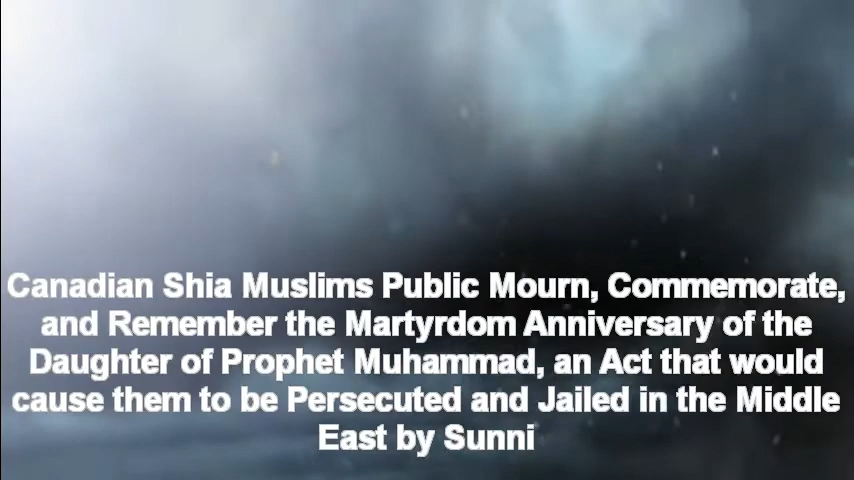 Canadian Shia Muslims Public Mourn, Commemorate,
and Remember the Martyrdom Anniversary of the
Daughter of Prophet Muhammad, an Act that would
cause them to be Persecuted and Jailed in the Middle
East by Sunni